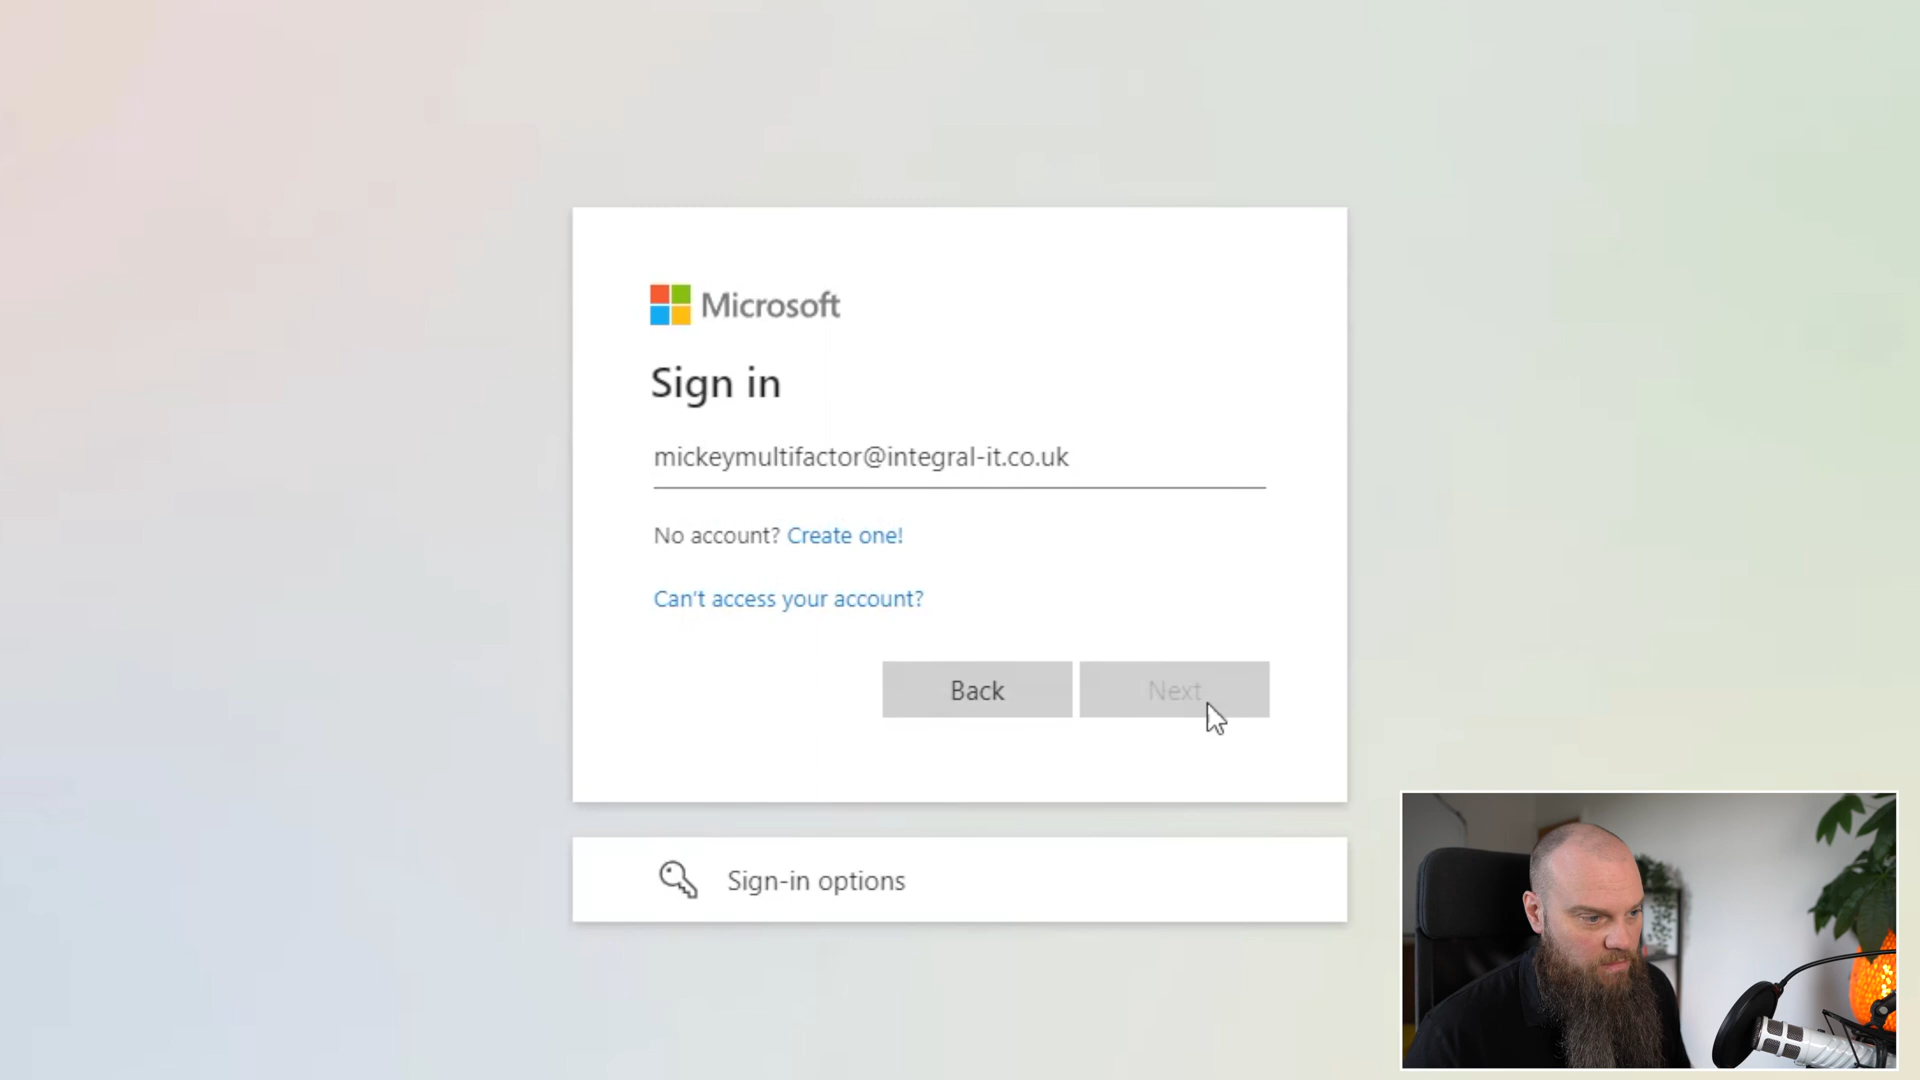 Microsoft
Sign in
mickeymultifactor@integral-it.co.uk
No account? Create one!
Can't access your account?
Back
Next
Sign-in options